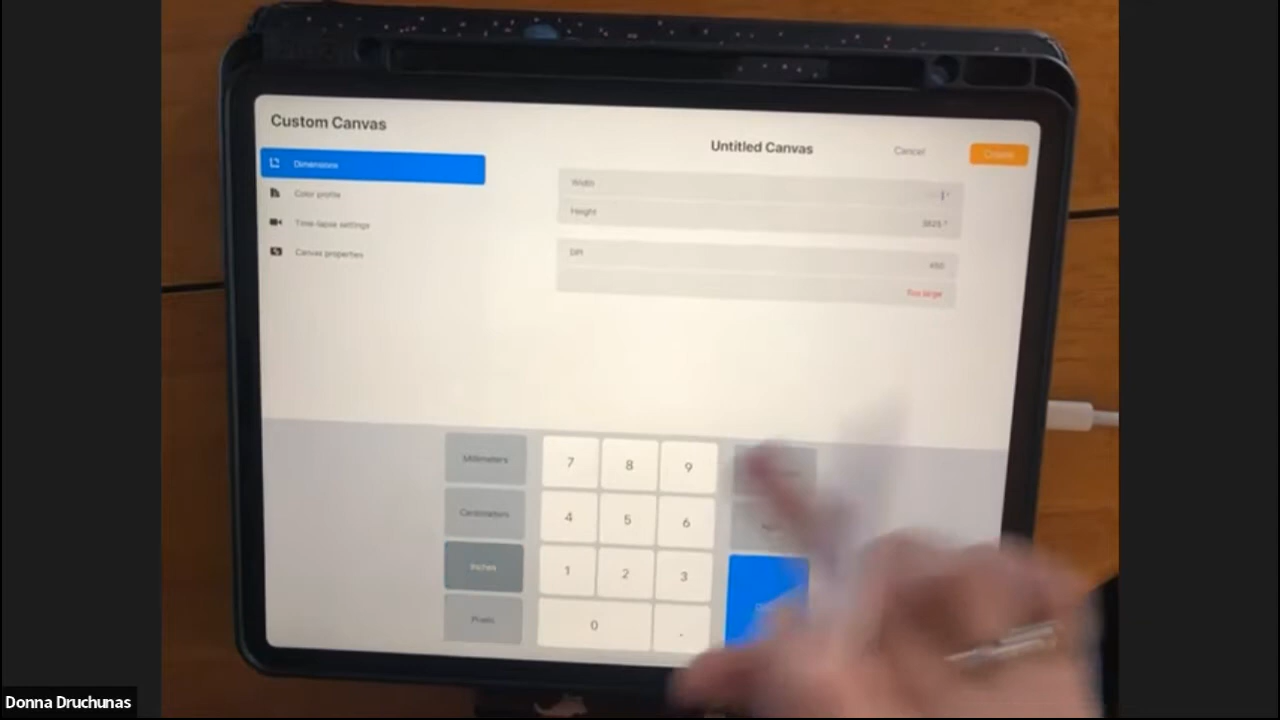 Custom Canvas
Untitled Canvas
Cancel
Create
Dimensions
Color profile
Time-lapse settings
Canvas properties
Width
Height
DPI
450
Too large
Millimeters
7
8
9
Centimeters
4
5
6
Inches
1
2
3
Pixels
0
.
Donna Druchunas